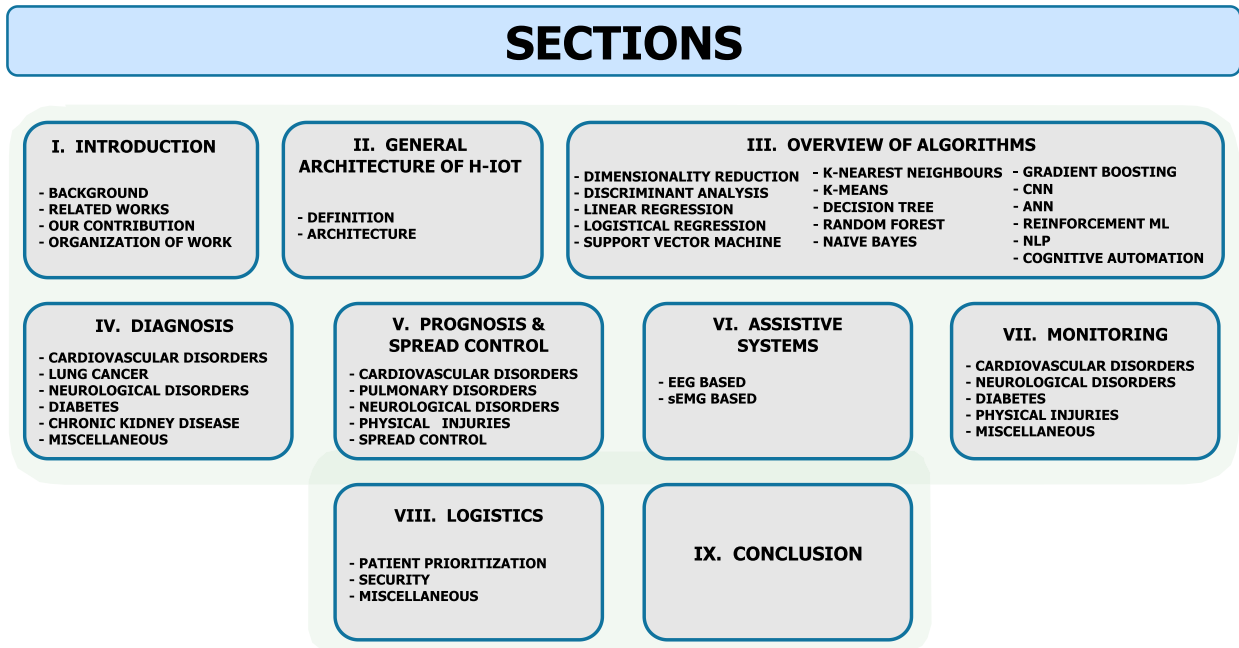 SECTIONS
I. INTRODUCTION
- BACKGROUND
- RELATED WORKS
- OUR CONTRIBUTION
- ORGANIZATION OF WORK
II. GENERAL
ARCHITECTURE OF H-IOT
- DEFINITION
- ARCHITECTURE
III. OVERVIEW OF ALGORITHMS
- DIMENSIONALITY REDUCTION
- DISCRIMINANT ANALYSIS
- LINEAR REGRESSION
- LOGISTICAL REGRESSION
- SUPPORT VECTOR MACHINE
- K-NEAREST NEIGHBOURS
- K-MEANS
- DECISION TREE
- RANDOM FOREST
- NAIVE BAYES
- GRADIENT BOOSTING
- CNN
- ANN
- REINFORCEMENT ML
- NLP
- COGNITIVE AUTOMATION
IV. DIAGNOSIS
- CARDIOVASCULAR DISORDERS
- LUNG CANCER
- NEUROLOGICAL DISORDERS
- DIABETES
- CHRONIC KIDNEY DISEASE
- MISCELLANEOUS
V. PROGNOSIS &
SPREAD CONTROL
- CARDIOVASCULAR DISORDERS
- PULMONARY DISORDERS
- NEUROLOGICAL DISORDERS
- PHYSICAL INJURIES
- SPREAD CONTROL
VI. ASSISTIVE
SYSTEMS
- EEG BASED
- sEMG BASED
VII. MONITORING
- CARDIOVASCULAR DISORDERS
- NEUROLOGICAL DISORDERS
- DIABETES
- PHYSICAL INJURIES
- MISCELLANEOUS
VIII. LOGISTICS
- PATIENT PRIORITIZATION
- SECURITY
- MISCELLANEOUS
IX. CONCLUSION